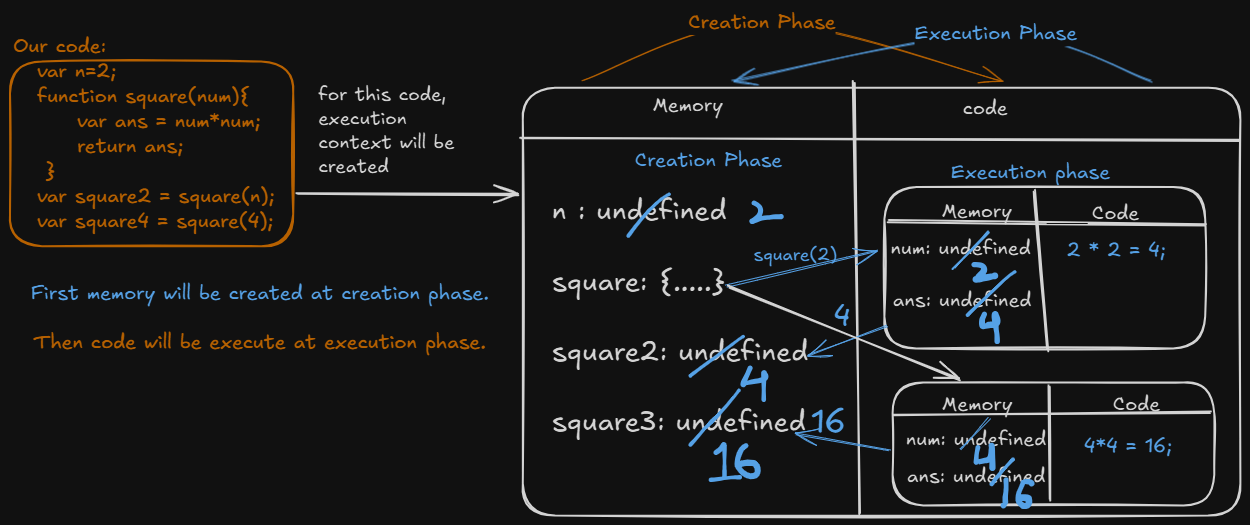 Our code:
var n=2;
function square(num){
var ans = num*num;
return ans;
}
var square2 = square(n);
var square4 = square(4);
First memory will be created at creation phase.
Then code will be execute at execution phase.
for this code,
execution
context will be
created
Creation Phase
Execution Phase
Memory
code
Creation Phase
n : undefined 2
square: {.....}
square2: undefined
4
square3: undefined 16
16
square(2)
4
Execution phase
Memory
Code
num: undefined
2
ans: undefined
4
2 * 2 = 4;
Memory
Code
num: undefined
4
ans: undefined
16
4*4 = 16;